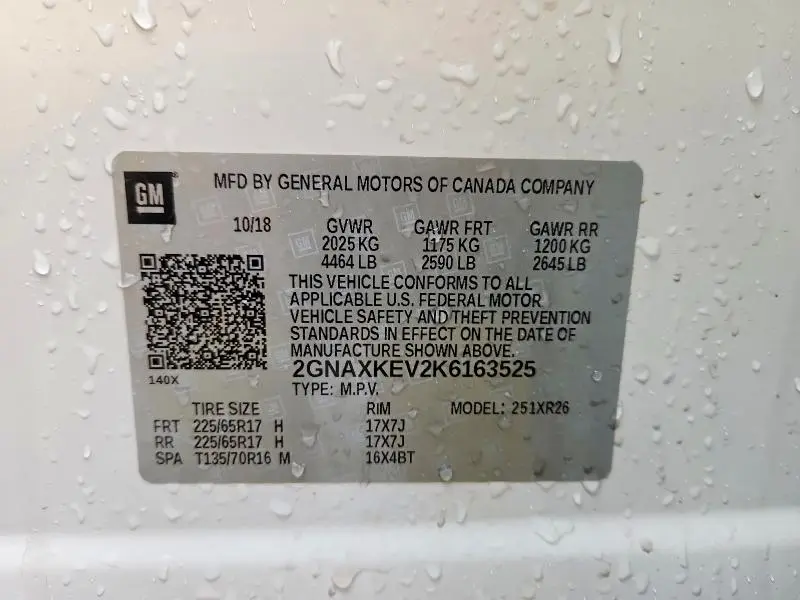 GM
MFD BY GENERAL MOTORS OF CANADA COMPANY
10/18 GVWR GAWR FRT GAWR RR
2025 KG 1175 KG 1200 KG
4464 LB 2590 LB 2645 LB
THIS VEHICLE CONFORMS TO ALL
APPLICABLE U.S. FEDERAL MOTOR
VEHICLE SAFETY AND THEFT PREVENTION
STANDARDS IN EFFECT ON THE DATE OF
MANUFACTURE SHOWN ABOVE.
2GNAXKEV2K6163525
140X
TYPE: M.P.V.
TIRE SIZE RIM MODEL: 251XR26
FRT 225/65R17 H 17X7J
RR 225/65R17 H 17X7J
SPA T135/70R16 M 16X4BT